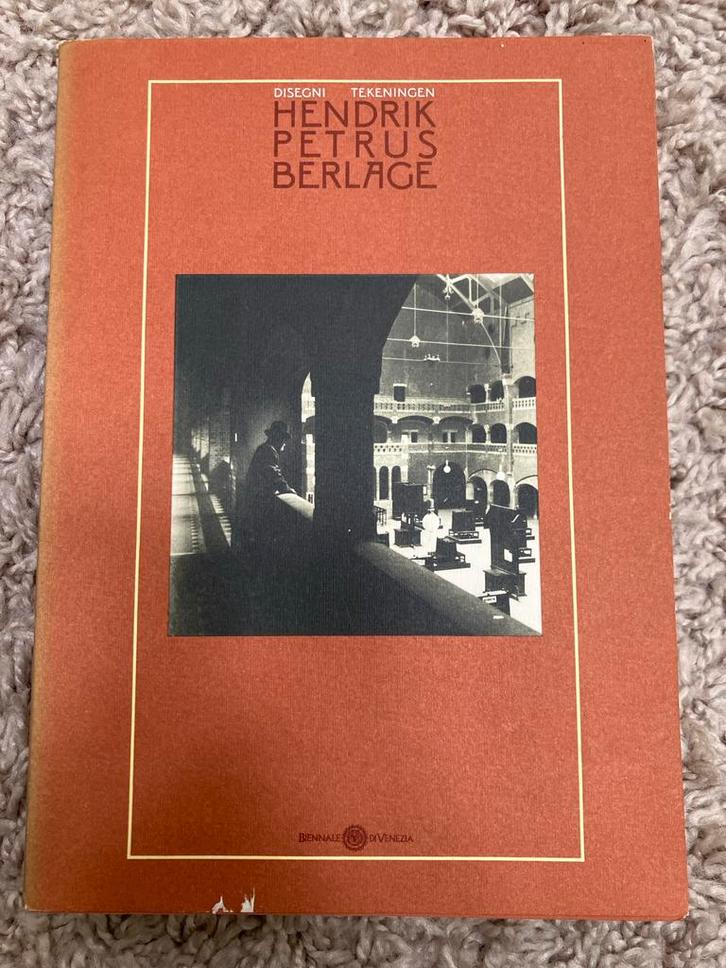 DISEGNI TEKENINGEN
HENDRIK
PETRUS
BERLAGE
BIENNALE DI VENEZIA